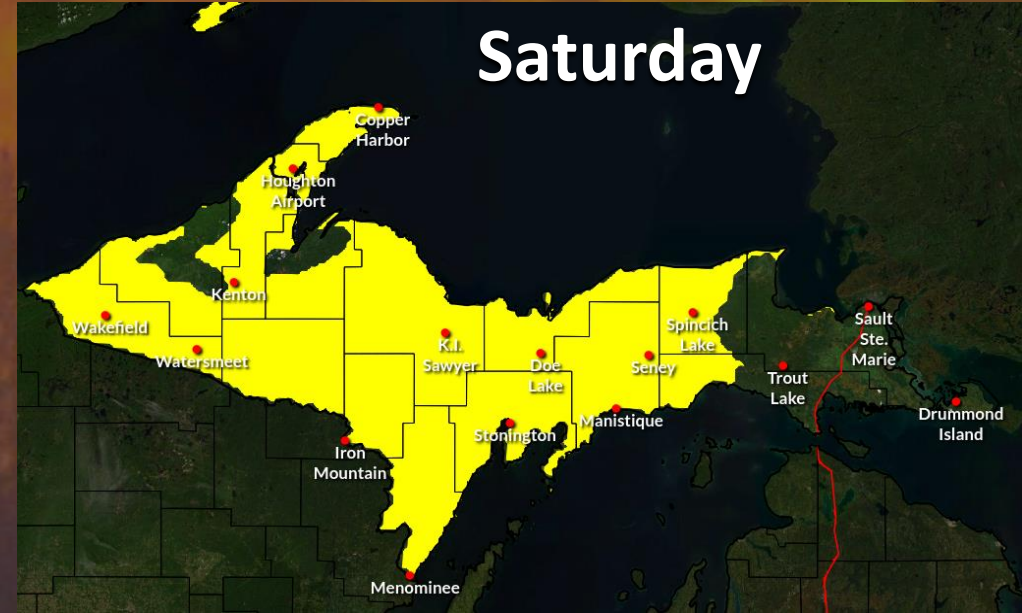 Saturday
Copper
Harbor
Houghton
Airport
Kenton
Wakefield
Watersmeet
K.I.
Sawyer
Doe
Lake
Spincich
Lake
Seney
Sault
Ste.
Marie
Trout
Lake
Drummond
Island
Manistique
Stonington
Iron
Mountain
Menominee